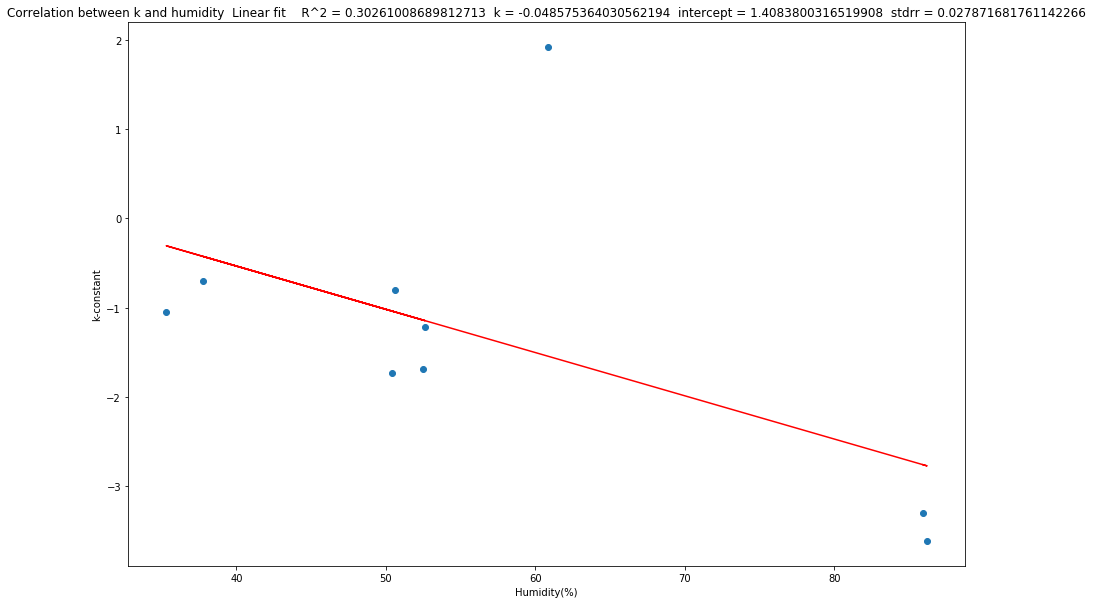 Correlation between k and humidity  Linear fit    R^2 = 0.30261008689812713  k = -0.048575364030562194  intercept = 1.4083800316519908  stdrr = 0.027871681761142266
2
1
0
−1
−2
−3
k-constant
40 50 60 70 80
Humidity(%)